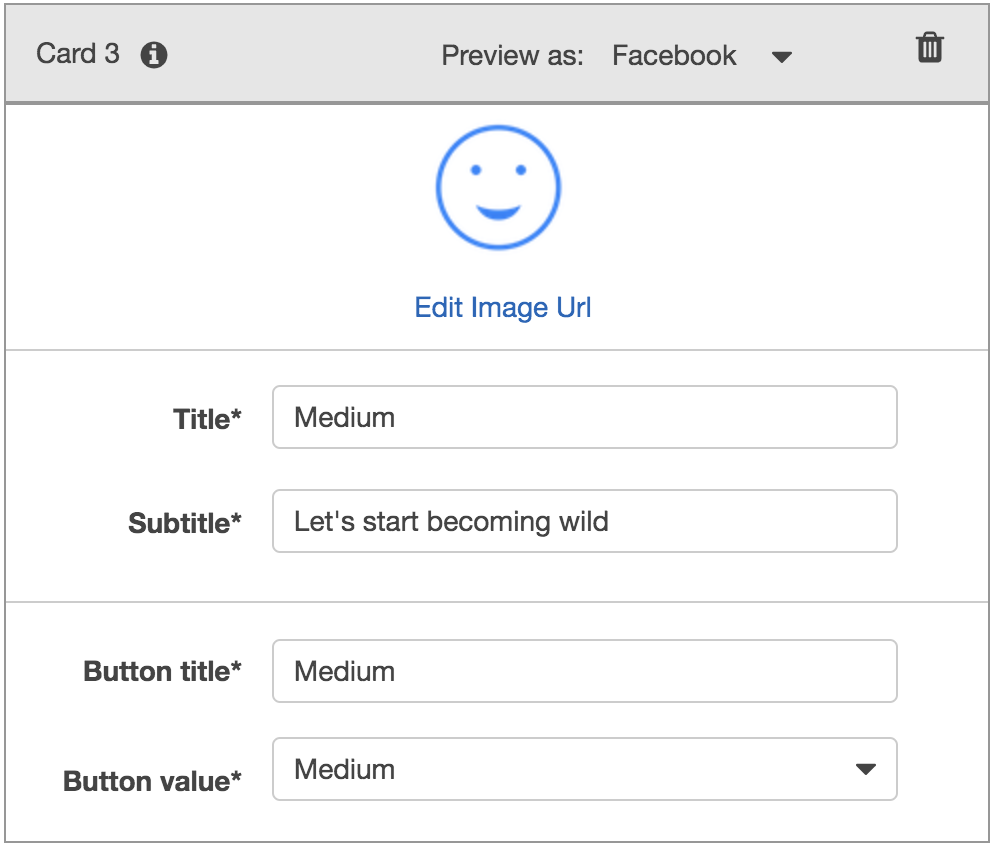 Card 3 Preview as: Facebook
Edit Image Url
Title* Medium
Subtitle* Let's start becoming wild
Button title* Medium
Button value* Medium